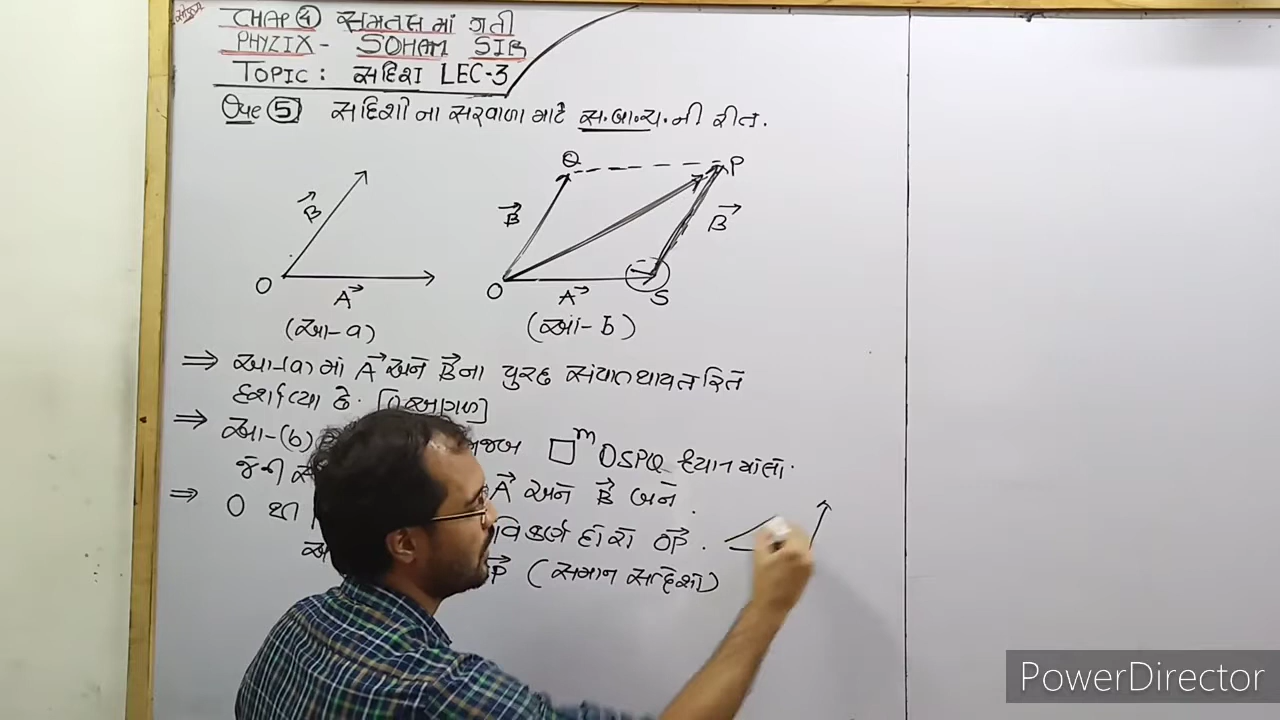 CHAP ④ સમતલ માં ગતી
PHYZIX- SOHAM SIR
TOPIC: સદિશ LEC-3
Que 5 સદિશોના સરવાળા માટે સ.બા.ચ. ની રીત.
B⃗ O A⃗
(આ-a)
Q P B⃗ B⃗ O A⃗ S
(આ-b)
⇒ આ-(a) માં A⃗ અને B⃗ ના પુચ્છ સંપાત થાય તે રિતે
દર્શાવ્યા છે.
⇒ આ-(b) □ᵐ OSPQ ધ્યાન માં લો.
જેની A⃗ અને B⃗ બને.
⇒ O થી વિકર્ણ દોરો OP⃗.
P⃗ (સમાન સદિશો)
PowerDirector